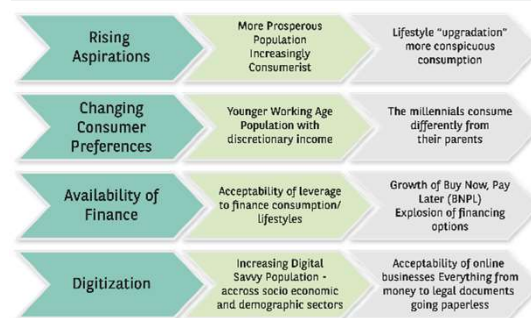 Rising
Aspirations
More Prosperous
Population
Increasingly
Consumerist
Lifestyle "upgradation"
more conspicuous
consumption
Changing
Consumer
Preferences
Younger Working Age
Population with
discretionary income
The millennials consume
differently from
their parents
Availability of
Finance
Acceptability of leverage
to finance consumption/
lifestyles
Growth of Buy Now, Pay
Later (BNPL)
Explosion of financing
options
Digitization
Increasing Digital
Savvy Population -
accross socio economic
and demographic sectors
Acceptability of online
businesses Everything from
money to legal documents
going paperless